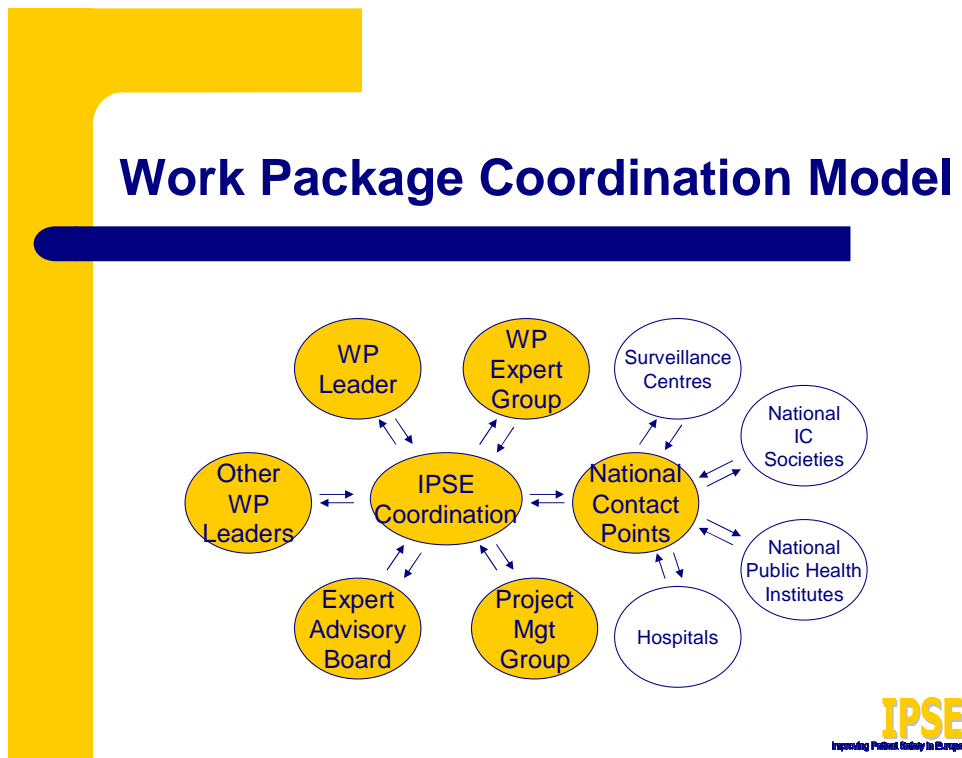 Work Package Coordination Model
WP
Leader
WP
Expert
Group
Surveillance
Centres
National
IC
Societies
Other
WP
Leaders
IPSE
Coordination
National
Contact
Points
National
Public Health
Institutes
Expert
Advisory
Board
Project
Mgt
Group
Hospitals
IPSE
Improving Patient Safety in Europe